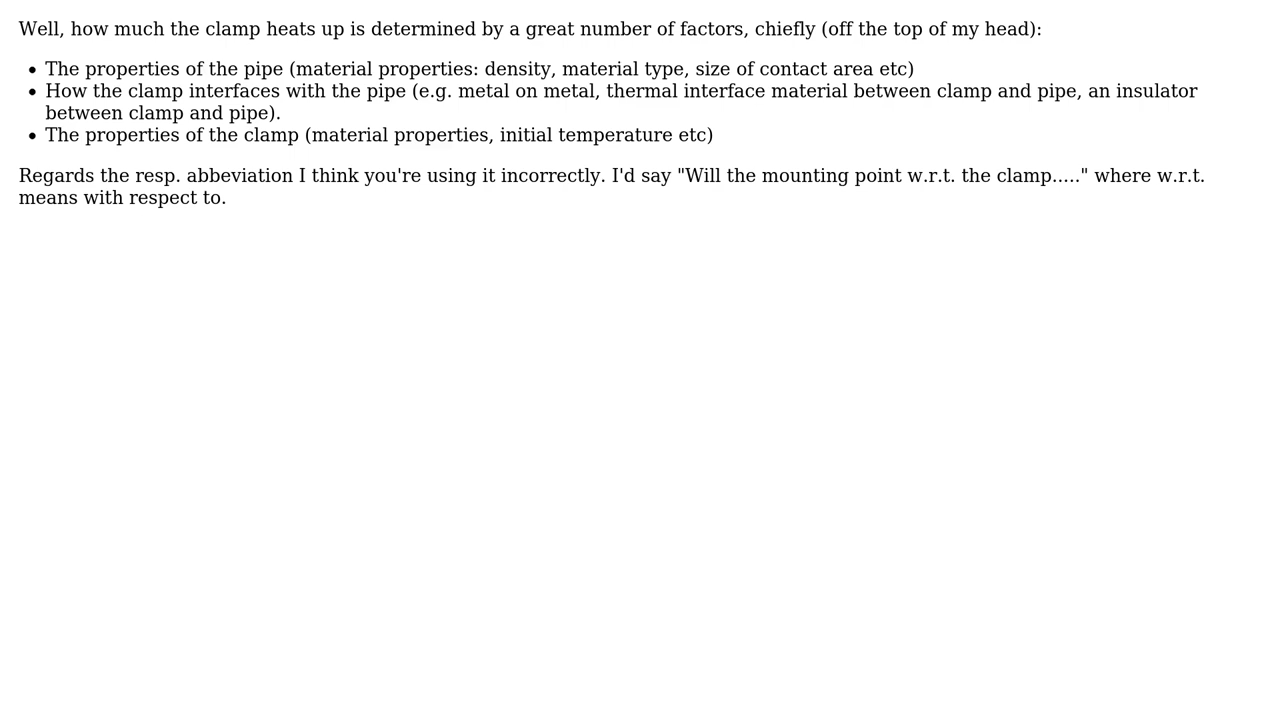 Well, how much the clamp heats up is determined by a great number of factors, chiefly (off the top of my head):
• The properties of the pipe (material properties: density, material type, size of contact area etc)
• How the clamp interfaces with the pipe (e.g. metal on metal, thermal interface material between clamp and pipe, an insulator
between clamp and pipe).
• The properties of the clamp (material properties, initial temperature etc)
Regards the resp. abbeviation I think you're using it incorrectly. I'd say "Will the mounting point w.r.t. the clamp....." where w.r.t.
means with respect to.